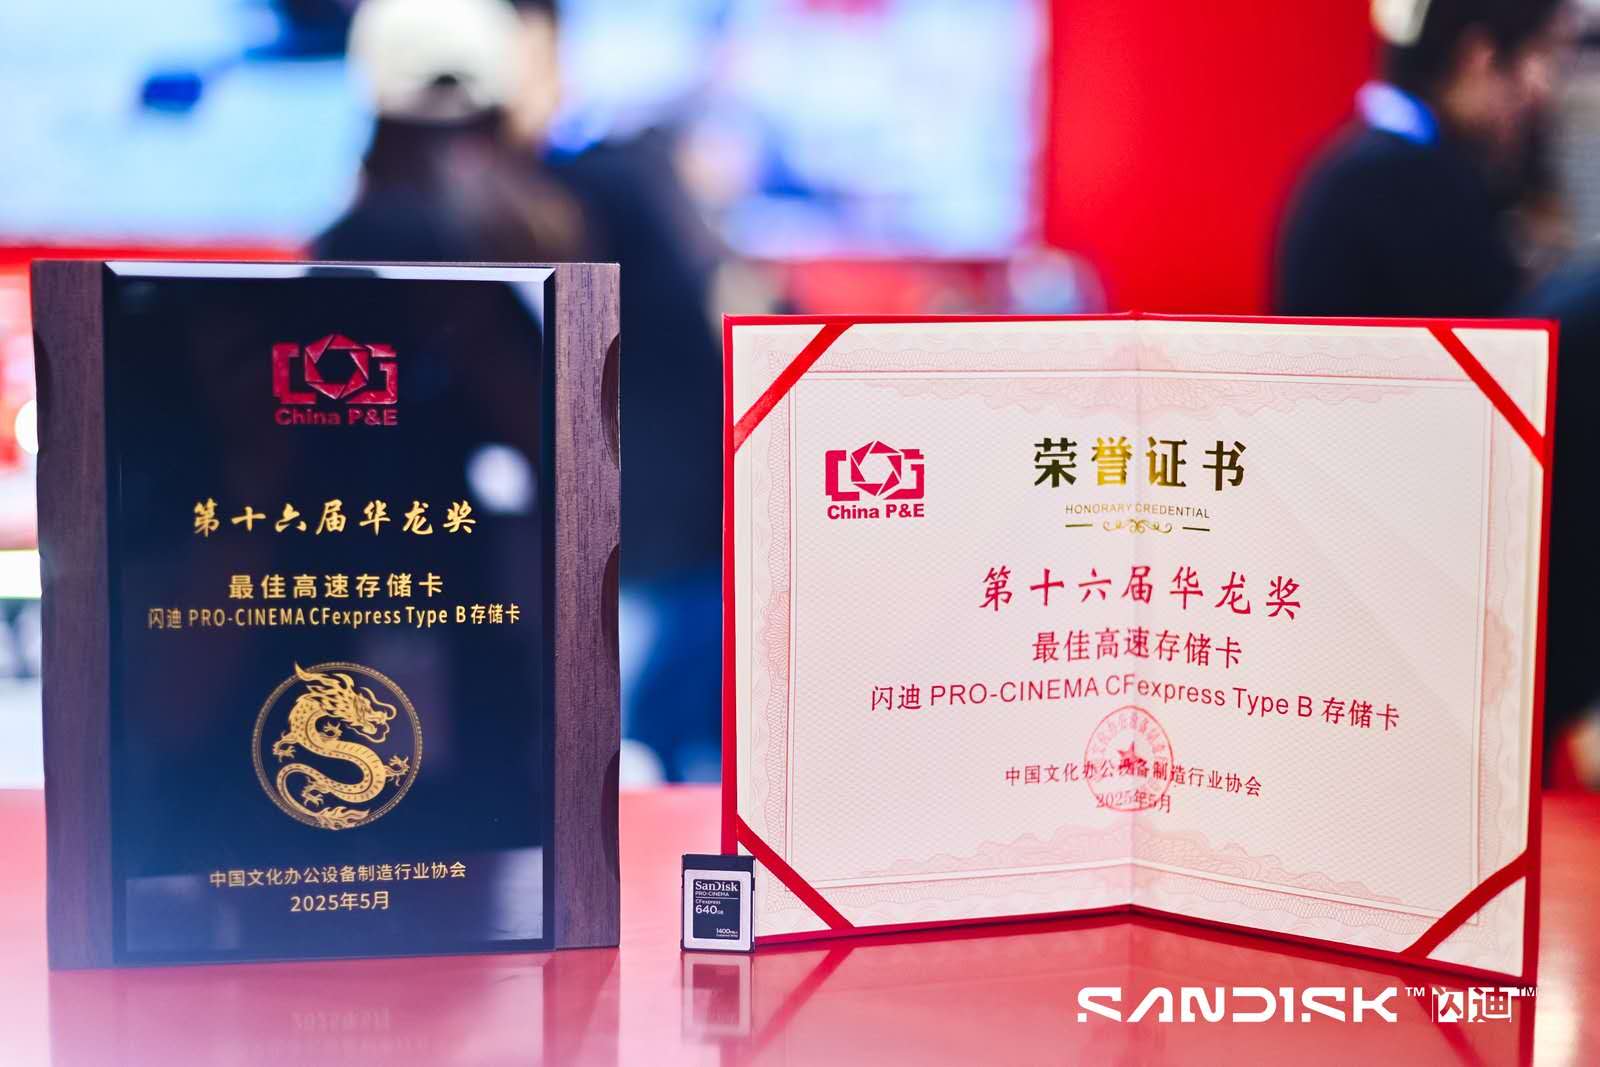 China P&E
第十六届华龙奖
最佳高速存储卡
闪迪 PRO-CINEMA CFexpress Type B 存储卡
中国文化办公设备制造行业协会
2025年5月
SanDisk
PRO-CINEMA
CFexpress
640GB
1400MB/s
China P&E
荣誉证书
HONORARY CREDENTIAL
第十六届华龙奖
最佳高速存储卡
闪迪 PRO-CINEMA CFexpress Type B 存储卡
中国文化办公设备制造行业协会
2025年5月
SANDISK™ 闪迪™